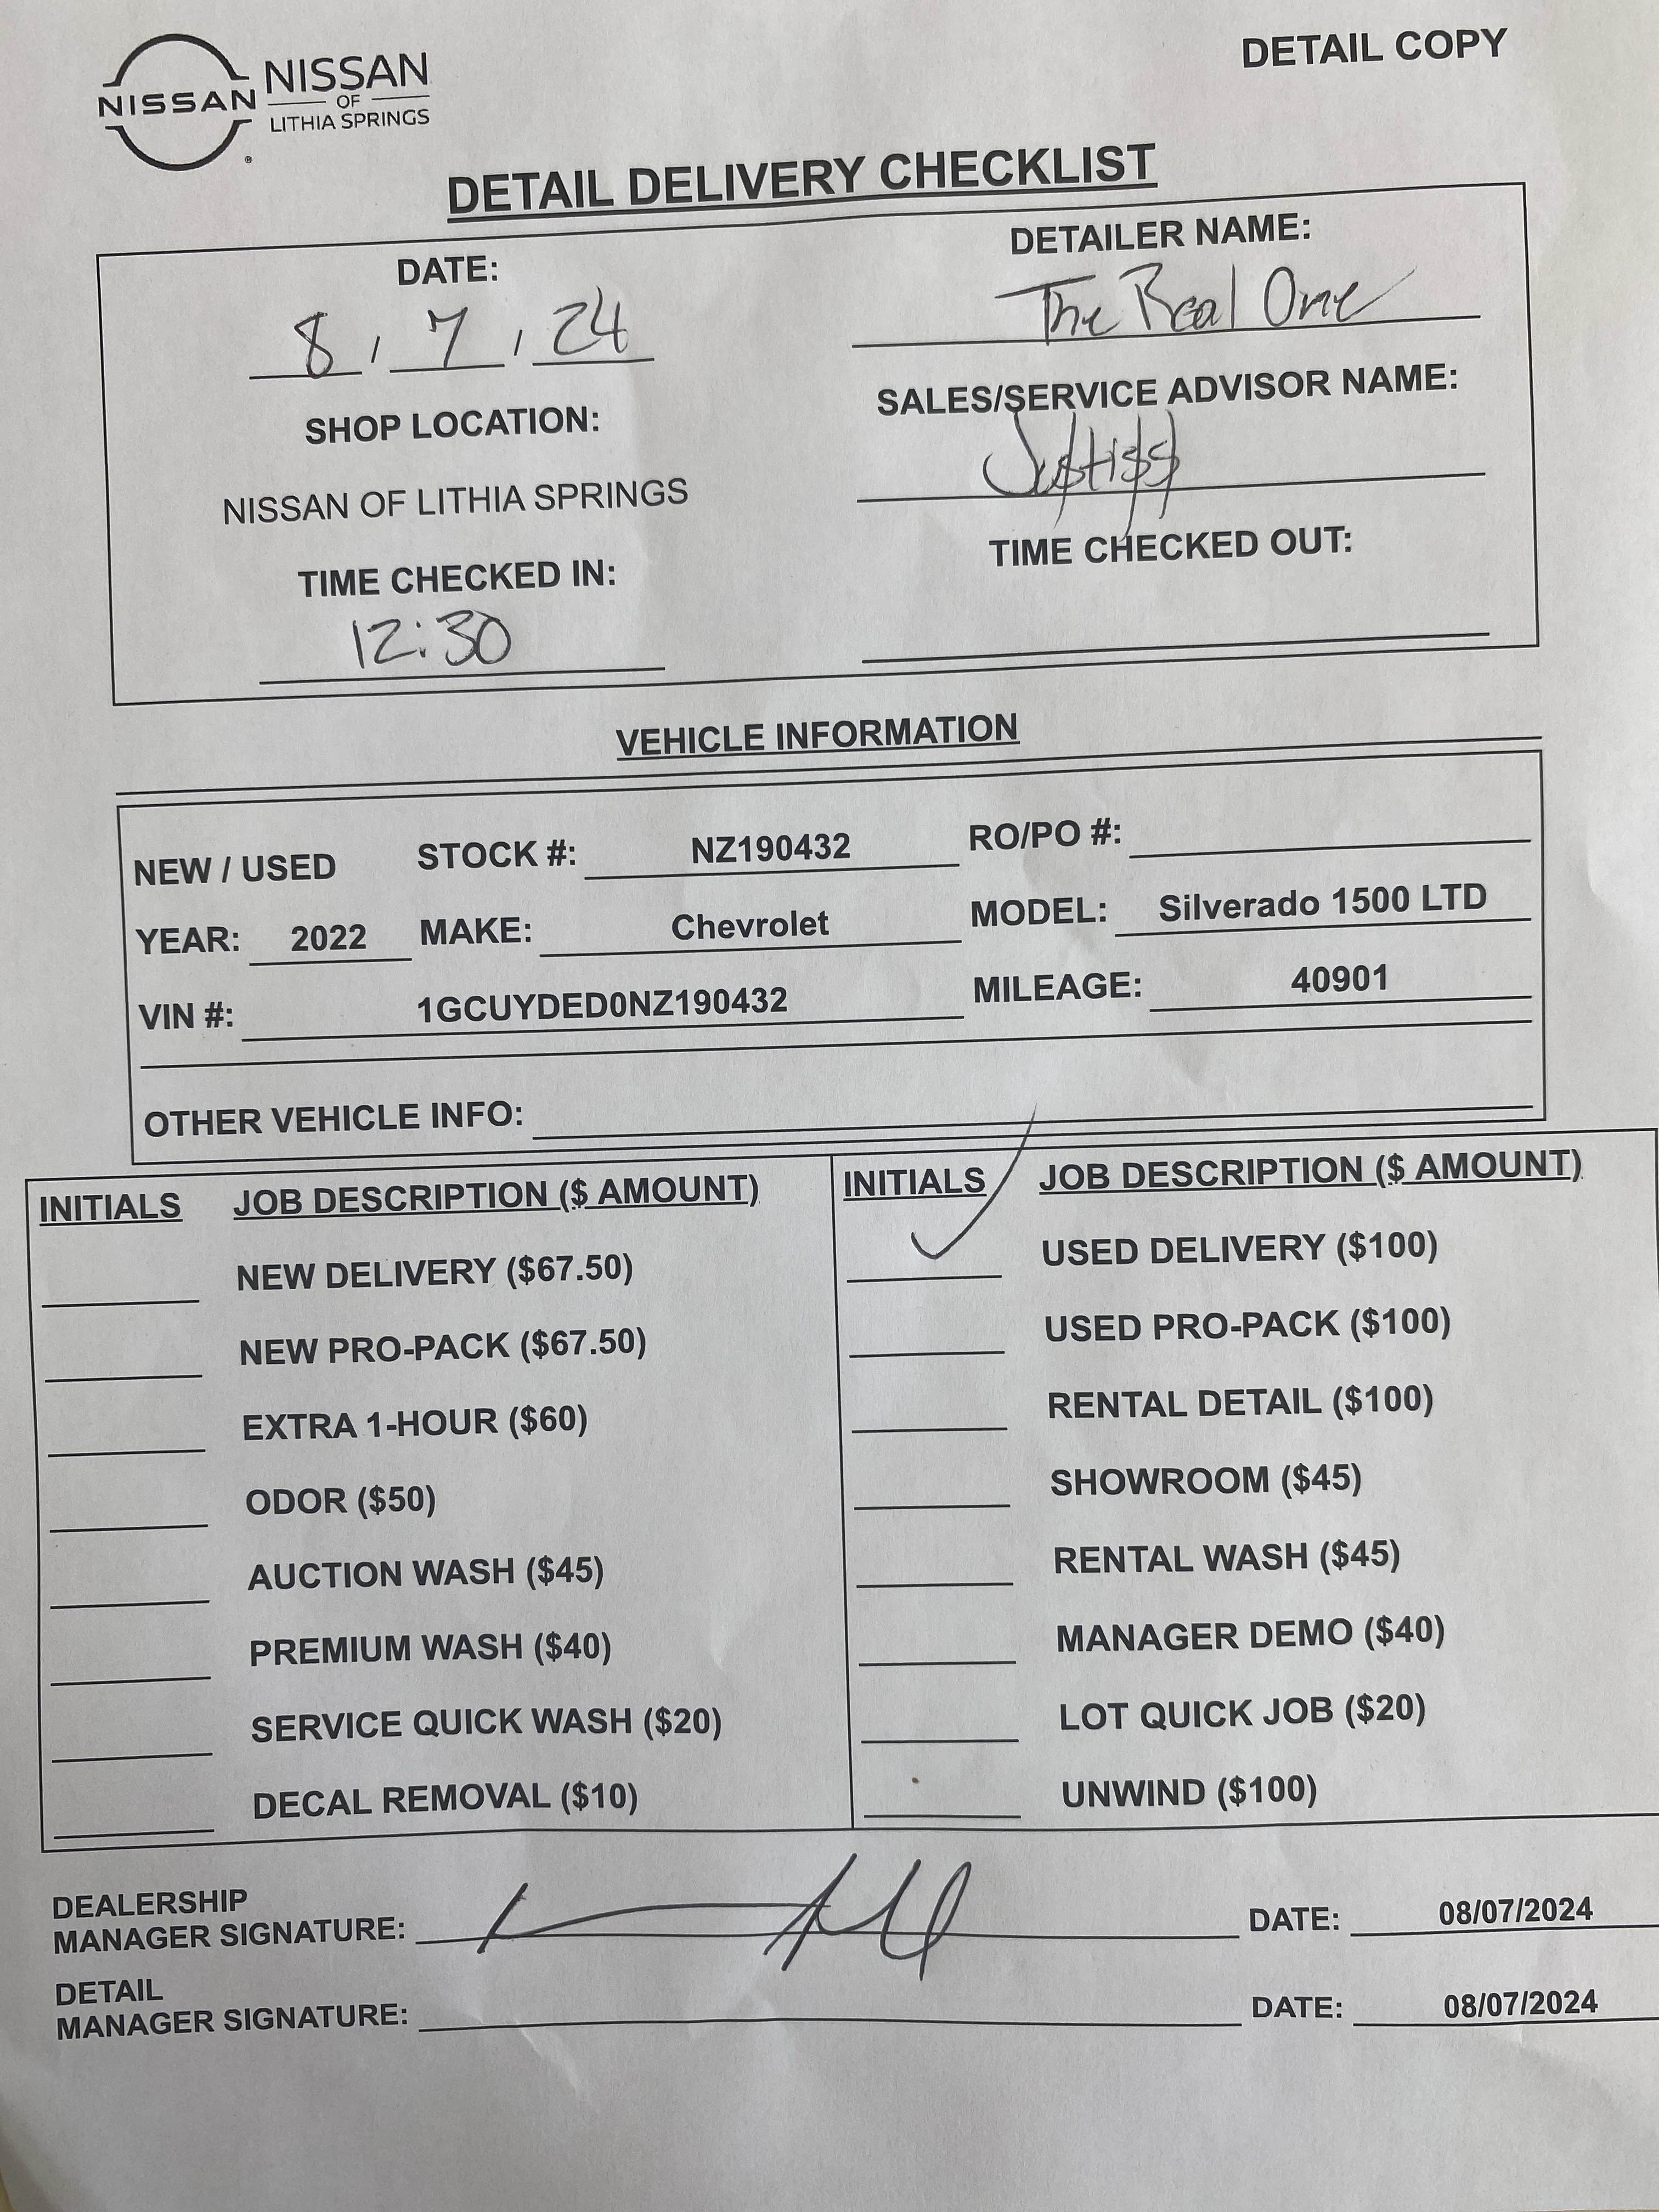 DETAIL COPY
NISSAN
NISSAN
OF
LITHIA SPRINGS
DETAIL DELIVERY CHECKLIST
DATE:
8 / 7 / 24
DETAILER NAME:
The Real One
SHOP LOCATION:
NISSAN OF LITHIA SPRINGS
SALES/SERVICE ADVISOR NAME:
Ju$ti$$
TIME CHECKED IN:
12:30
TIME CHECKED OUT:
VEHICLE INFORMATION
NEW / USED STOCK #: NZ190432 RO/PO #:
YEAR: 2022 MAKE: Chevrolet MODEL: Silverado 1500 LTD
VIN #: 1GCUYDED0NZ190432 MILEAGE: 40901
OTHER VEHICLE INFO:
INITIALS JOB DESCRIPTION ($ AMOUNT)
NEW DELIVERY ($67.50)
NEW PRO-PACK ($67.50)
EXTRA 1-HOUR ($60)
ODOR ($50)
AUCTION WASH ($45)
PREMIUM WASH ($40)
SERVICE QUICK WASH ($20)
DECAL REMOVAL ($10)
INITIALS JOB DESCRIPTION ($ AMOUNT)
✓ USED DELIVERY ($100)
USED PRO-PACK ($100)
RENTAL DETAIL ($100)
SHOWROOM ($45)
RENTAL WASH ($45)
MANAGER DEMO ($40)
LOT QUICK JOB ($20)
UNWIND ($100)
DEALERSHIP
MANAGER SIGNATURE: DATE: 08/07/2024
DETAIL
MANAGER SIGNATURE: DATE: 08/07/2024